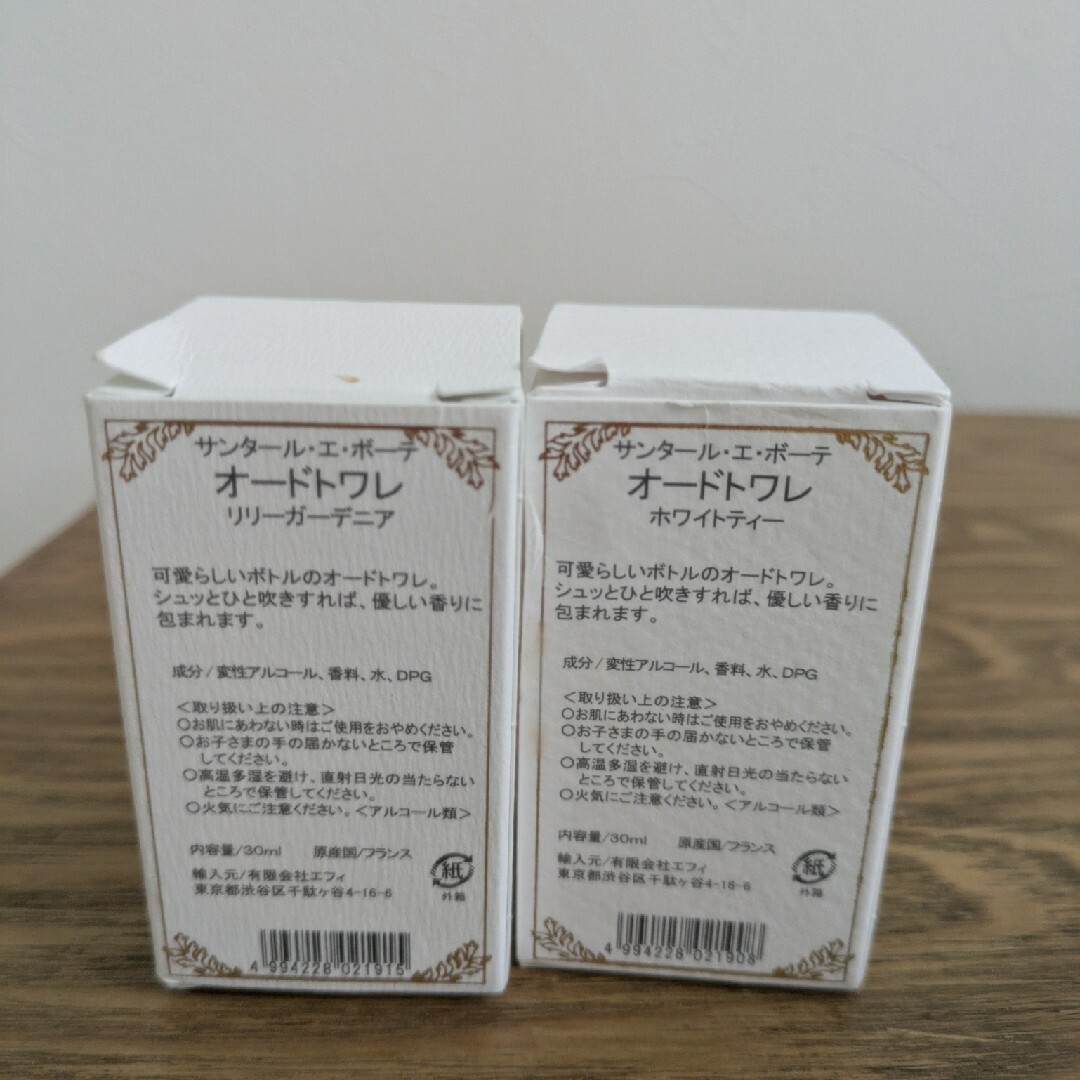 サンタール・エ・ボーテ
オードトワレ
リリーガーデニア
可愛らしいボトルのオードトワレ。
シュッとひと吹きすれば、優しい香りに
包まれます。
成分/変性アルコール、香料、水、DPG
<取り扱い上の注意>
○お肌にあわない時はご使用をおやめください。
○お子さまの手の届かないところで保管
してください。
○高温多湿を避け、直射日光の当たらない
ところで保管してください。
○火気にご注意ください。<アルコール類>
内容量/30ml 原産国/フランス
輸入元/有限会社エフィ
東京都渋谷区千駄ヶ谷4-16-6
紙
外箱
4 994228 021915
サンタール・エ・ボーテ
オードトワレ
ホワイトティー
可愛らしいボトルのオードトワレ。
シュッとひと吹きすれば、優しい香りに
包まれます。
成分/変性アルコール、香料、水、DPG
<取り扱い上の注意>
○お肌にあわない時はご使用をおやめください。
○お子さまの手の届かないところで保管
してください。
○高温多湿を避け、直射日光の当たらない
ところで保管してください。
○火気にご注意ください。<アルコール類>
内容量/30ml 原産国/フランス
輸入元/有限会社エフィ
東京都渋谷区千駄ヶ谷4-16-6
紙
外箱
4 994228 021908